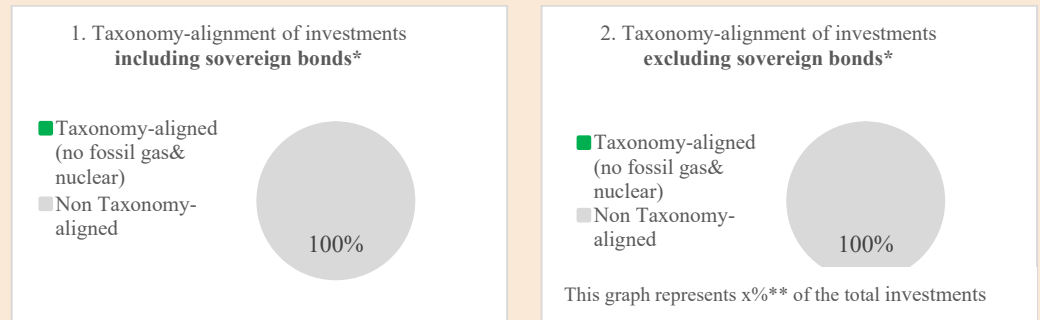 1. Taxonomy-alignment of investments
including sovereign bonds*
Taxonomy-aligned
(no fossil gas&
nuclear)
Non Taxonomy-
aligned
100%
2. Taxonomy-alignment of investments
excluding sovereign bonds*
Taxonomy-aligned
(no fossil gas&
nuclear)
Non Taxonomy-
aligned
100%
This graph represents x%** of the total investments